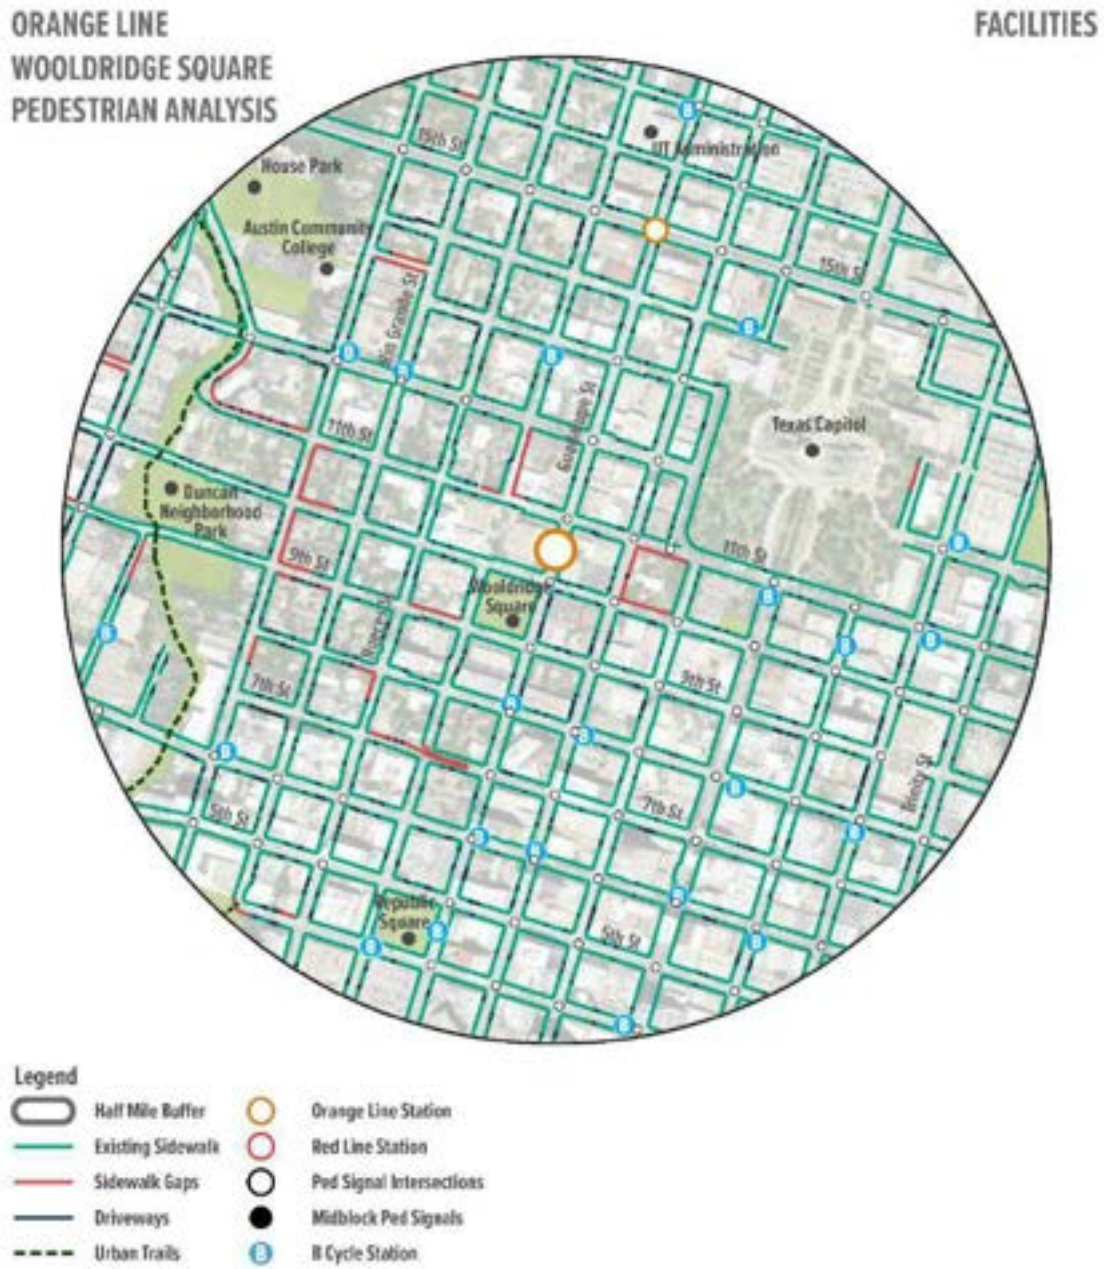 ORANGE LINE
WOOLDRIDGE SQUARE
PEDESTRIAN ANALYSIS
FACILITIES
B
15th St
UT Administration
House Park
Austin Community
College
15th S
Rio Grande St
B
B
B
B
Guadalupe St
Texas Capitol
11th St
Duncan
Neighborhood
Park
9th St
11th St
B
Wooldridge
Square
B
B
B
B
7th St
9th St
B
B
B
Trinity St
B
5th St
7th St
B
B
B
B
Republic
Square
B
B
5th St
B
B
Legend
Half Mile Buffer
Orange Line Station
Existing Sidewalk
Red Line Station
Sidewalk Gaps
Ped Signal Intersections
Driveways
Midblock Ped Signals
Urban Trails
B
B Cycle Station